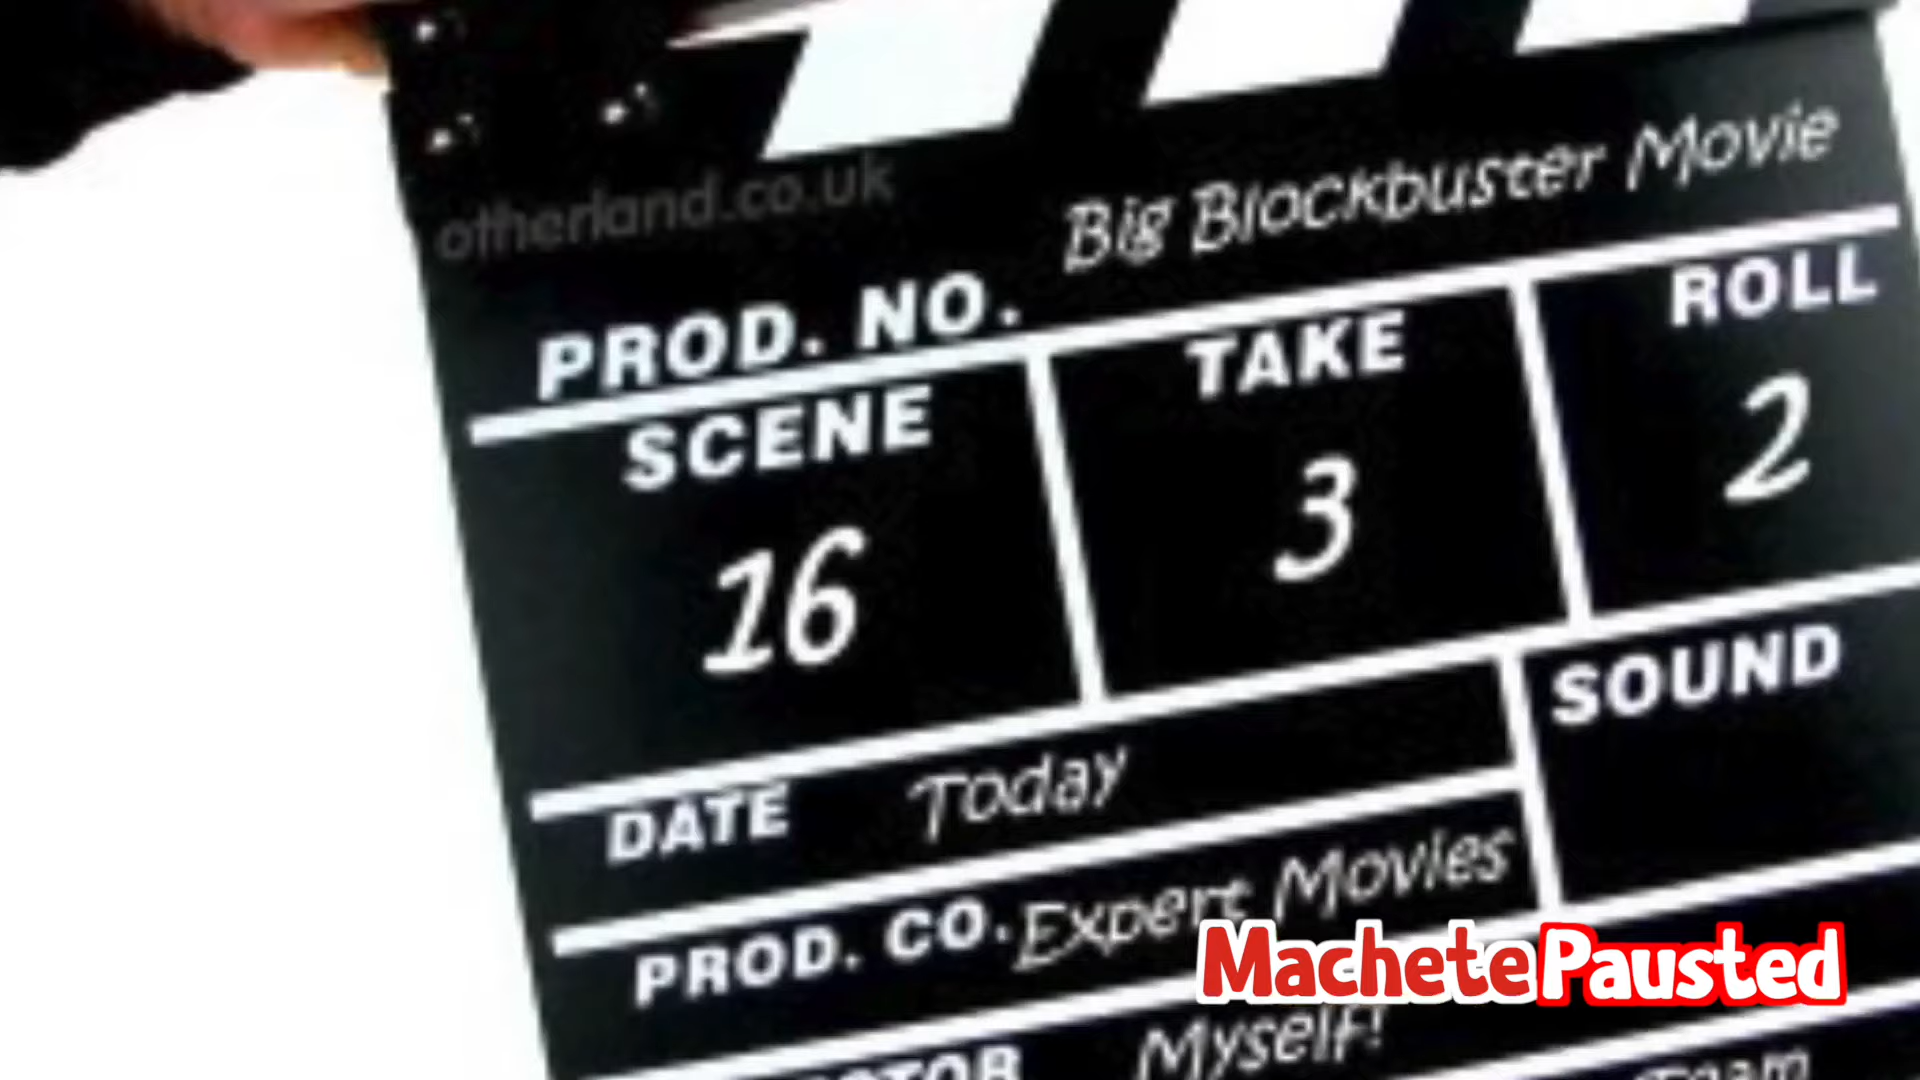 otherland.co.uk
Big Blockbuster Movie
PROD. NO.
SCENE TAKE ROLL
16 3 2
DATE Today SOUND
PROD. CO. Expert Movies
MachetePausted
Myself!